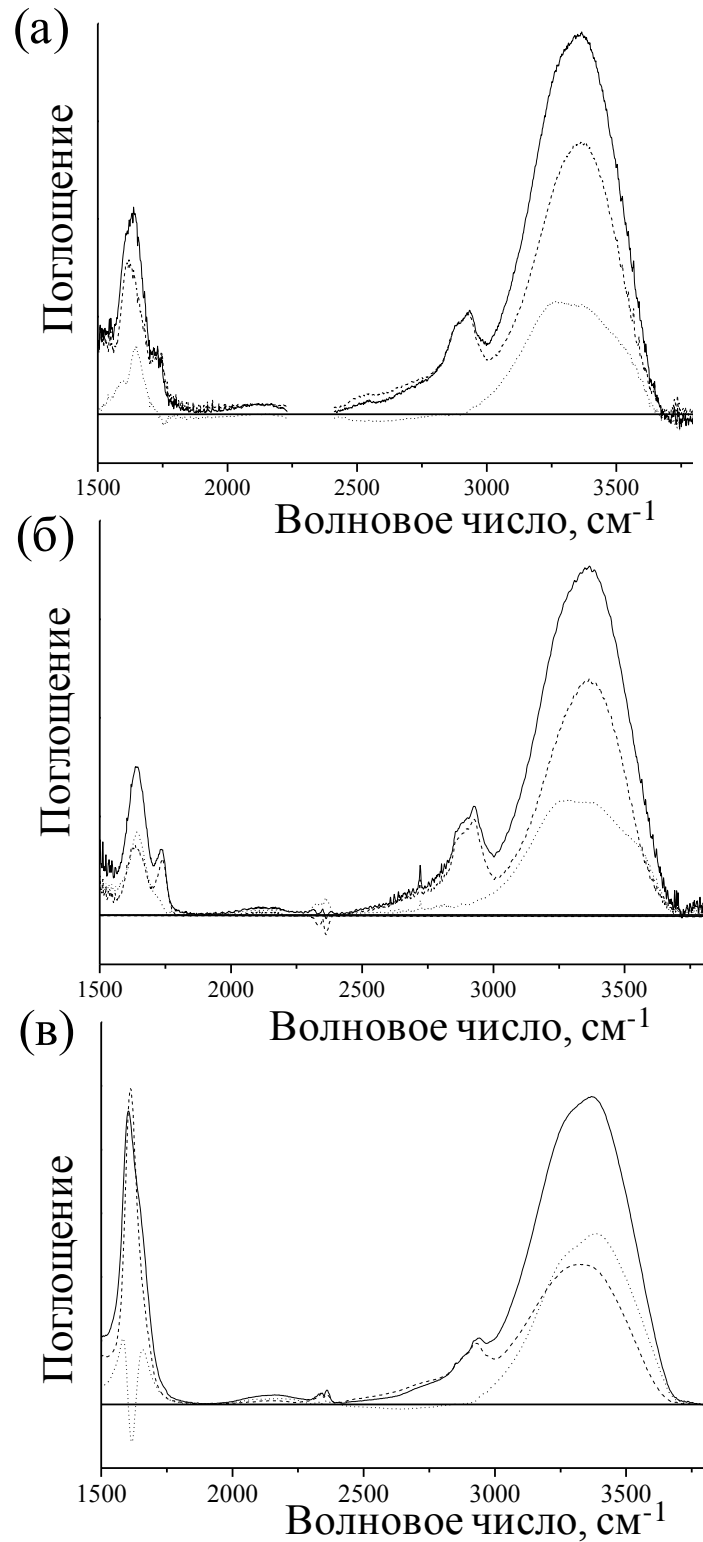 (а)
Поглощение
1500 2000 2500 3000 3500
Волновое число, см-1
(б)
Поглощение
1500 2000 2500 3000 3500
Волновое число, см-1
(в)
Поглощение
1500 2000 2500 3000 3500
Волновое число, см-1